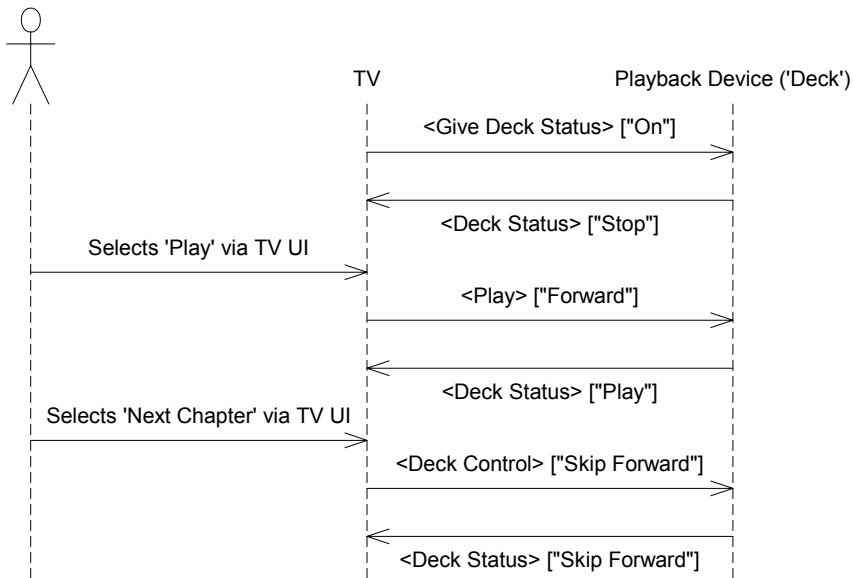 TV
Playback Device ('Deck')
<Give Deck Status> ["On"]
<Deck Status> ["Stop"]
Selects 'Play' via TV UI
<Play> ["Forward"]
<Deck Status> ["Play"]
Selects 'Next Chapter' via TV UI
<Deck Control> ["Skip Forward"]
<Deck Status> ["Skip Forward"]